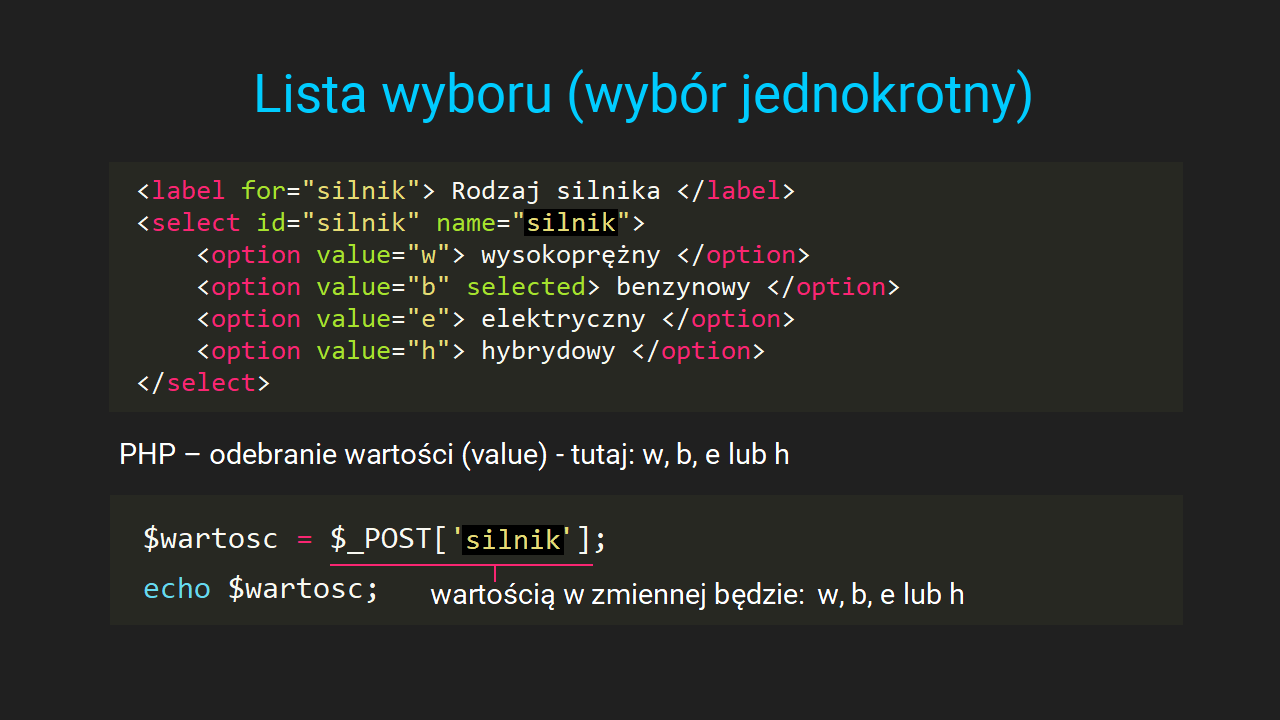 Lista wyboru (wybór jednokrotny)
<label for="silnik"> Rodzaj silnika </label>
<select id="silnik" name="silnik">
    <option value="w"> wysokoprężny </option>
    <option value="b" selected> benzynowy </option>
    <option value="e"> elektryczny </option>
    <option value="h"> hybrydowy </option>
</select>
PHP – odebranie wartości (value) - tutaj: w, b, e lub h
$wartosc = $_POST['silnik'];
echo $wartosc;
wartością w zmiennej będzie: w, b, e lub h